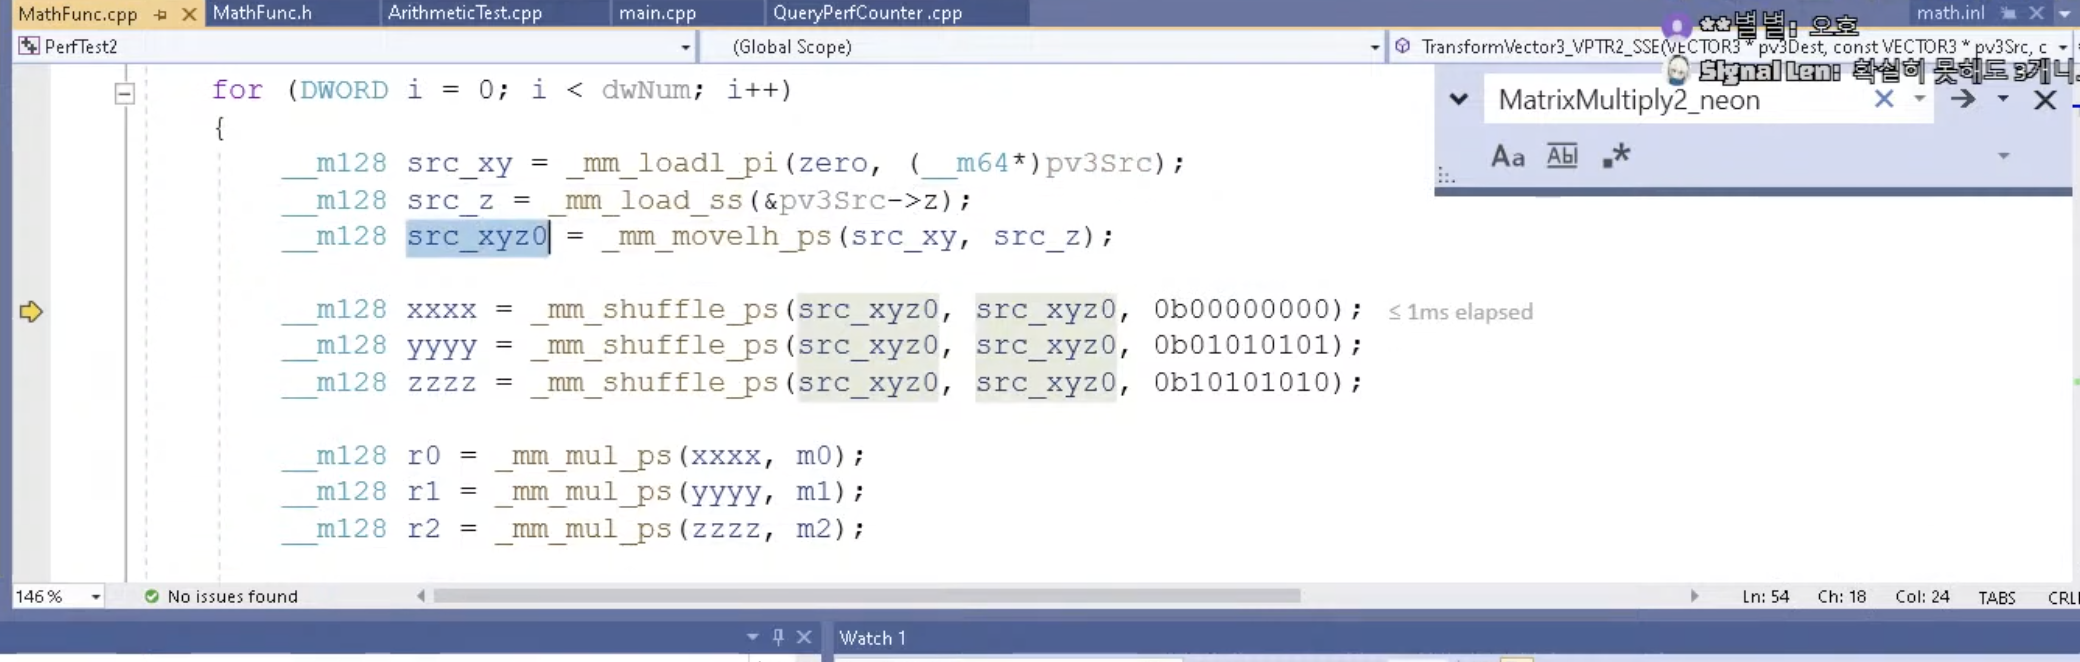 MathFunc.cpp MathFunc.h ArithmeticTest.cpp main.cpp QueryPerfCounter .cpp math.inl
**별별: 오호
PerfTest2 (Global Scope) TransformVector3_VPTR2_SSE(VECTOR3 * pv3Dest, const VECTOR3 * pv3Src, c
Signal Len: 확실히 못해도 3개니
for (DWORD i = 0; i < dwNum; i++)
MatrixMultiply2_neon
{
Aa Abl .*
__m128 src_xy = _mm_loadl_pi(zero, (__m64*)pv3Src);
__m128 src_z = _mm_load_ss(&pv3Src->z);
__m128 src_xyz0 = _mm_movelh_ps(src_xy, src_z);
__m128 xxxx = _mm_shuffle_ps(src_xyz0, src_xyz0, 0b00000000); ≤ 1ms elapsed
__m128 yyyy = _mm_shuffle_ps(src_xyz0, src_xyz0, 0b01010101);
__m128 zzzz = _mm_shuffle_ps(src_xyz0, src_xyz0, 0b10101010);
__m128 r0 = _mm_mul_ps(xxxx, m0);
__m128 r1 = _mm_mul_ps(yyyy, m1);
__m128 r2 = _mm_mul_ps(zzzz, m2);
146 % No issues found Ln: 54 Ch: 18 Col: 24 TABS CRL
Watch 1